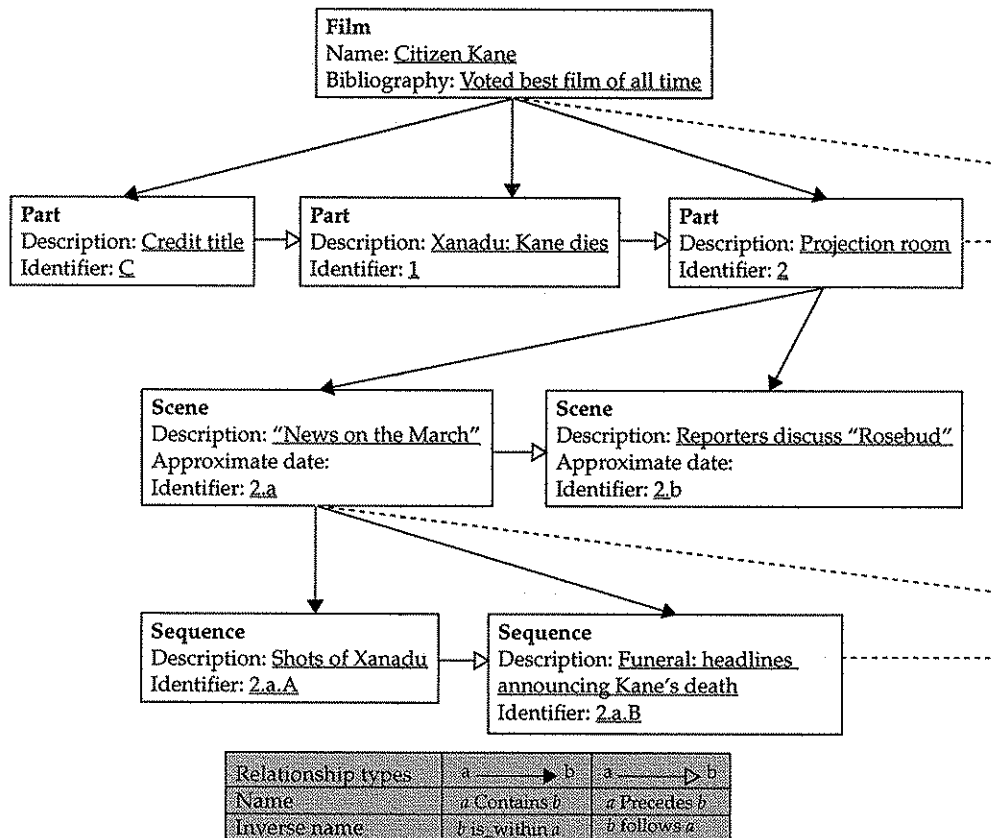 Film
Name: Citizen Kane
Bibliography: Voted best film of all time
Part
Description: Credit title
Identifier: C
Part
Description: Xanadu: Kane dies
Identifier: 1
Part
Description: Projection room
Identifier: 2
Scene
Description: "News on the March"
Approximate date:
Identifier: 2.a
Scene
Description: Reporters discuss "Rosebud"
Approximate date:
Identifier: 2.b
Sequence
Description: Shots of Xanadu
Identifier: 2.a.A
Sequence
Description: Funeral: headlines
announcing Kane's death
Identifier: 2.a.B
Relationship types a b a b
Name a Contains b a Precedes b
Inverse name b is_within a b follows a